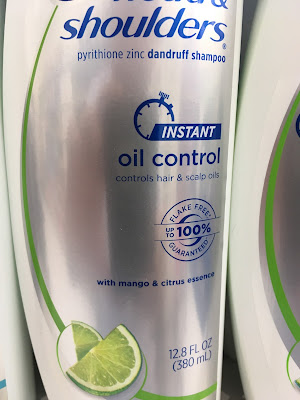 head &
shoulders®
pyrithione zinc dandruff shampoo
INSTANT
oil control
controls hair & scalp oils
FLAKE FREE*
UP TO 100%
GUARANTEED
with mango & citrus essence
12.8 FL OZ
(380 mL)